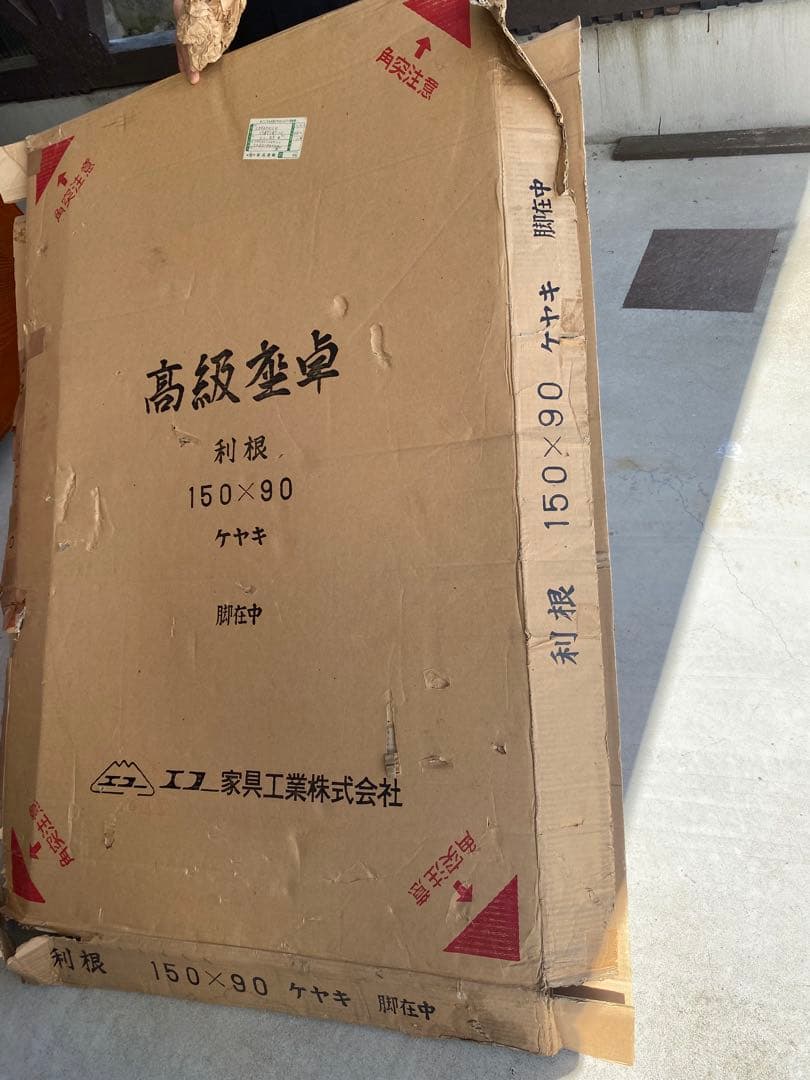 角突注意
角突注意
高級座卓
利根
150×90
ケヤキ
脚在中
エコー
エコー家具工業株式会社
角突注意
角突注意
利根 150×90 ケヤキ 脚在中
利根 150×90 ケヤキ 脚在中